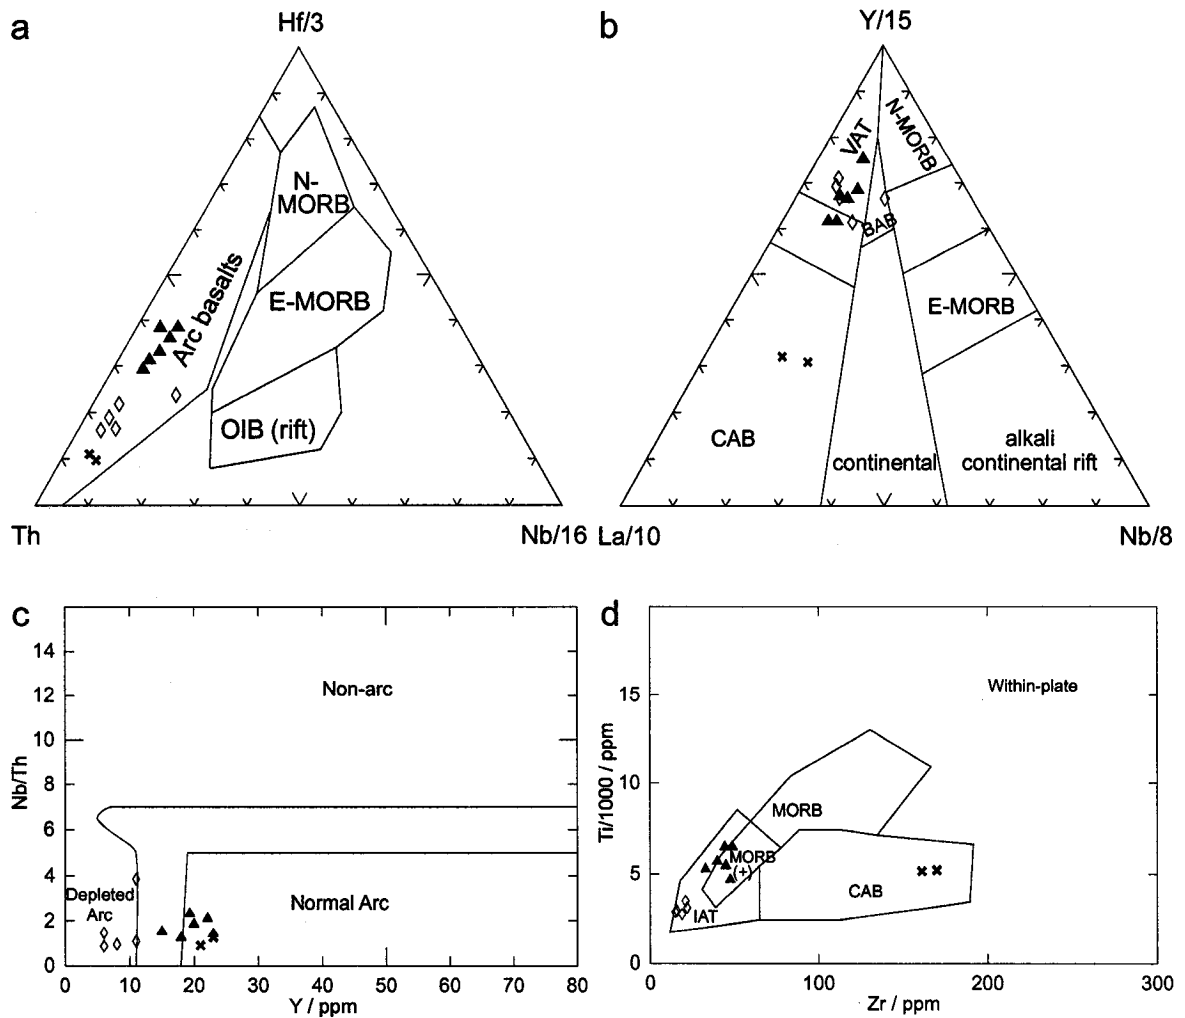 a
Hf/3
N-
MORB
Arc basalts
E-MORB
OIB (rift)
Th
Nb/16
b
Y/15
VAT
N-MORB
BAB
E-MORB
CAB
continental
alkali
continental rift
La/10
Nb/8
c
Nb/Th
14
12
10
8
6
4
2
0
Non-arc
Depleted
Arc
Normal Arc
0
10
20
30
40
50
60
70
80
Y / ppm
d
Ti/1000 / ppm
15
10
5
0
Within-plate
MORB
MORB
(+)
CAB
IAT
0
100
200
300
Zr / ppm